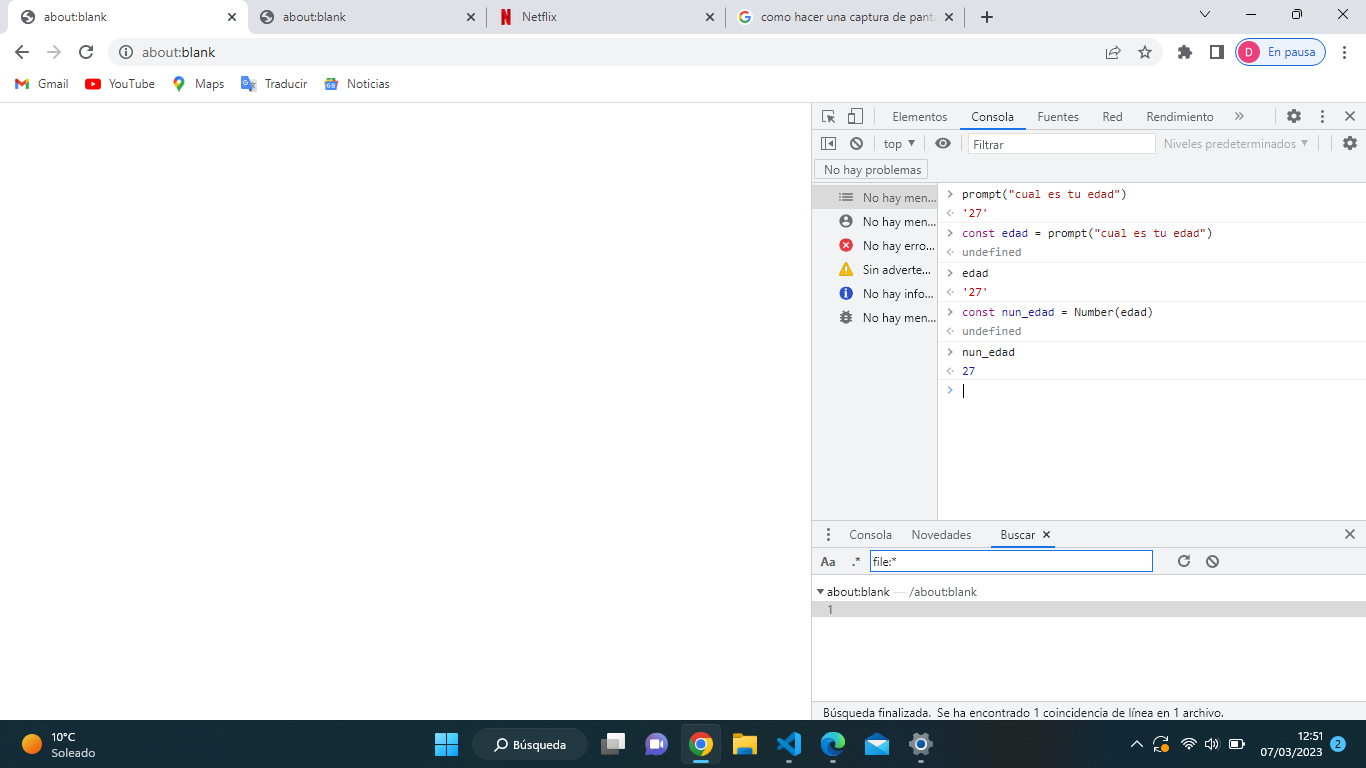 about:blank
about:blank
Netflix
como hacer una captura de pant
about:blank
D En pausa
Gmail YouTube Maps Traducir Noticias
Elementos Consola Fuentes Red Rendimiento »
top ▼ Filtrar Niveles predeterminados ▼
No hay problemas
No hay men...
No hay men...
No hay erro...
Sin adverte...
No hay info...
No hay men...
> prompt("cual es tu edad")
'27'
> const edad = prompt("cual es tu edad")
undefined
> edad
'27'
> const nun_edad = Number(edad)
undefined
> nun_edad
27
>
Consola Novedades Buscar
Aa .* file:*
about:blank — /about:blank
1
Búsqueda finalizada. Se ha encontrado 1 coincidencia de línea en 1 archivo.
10°C
Soleado
Búsqueda
12:51
07/03/2023
2